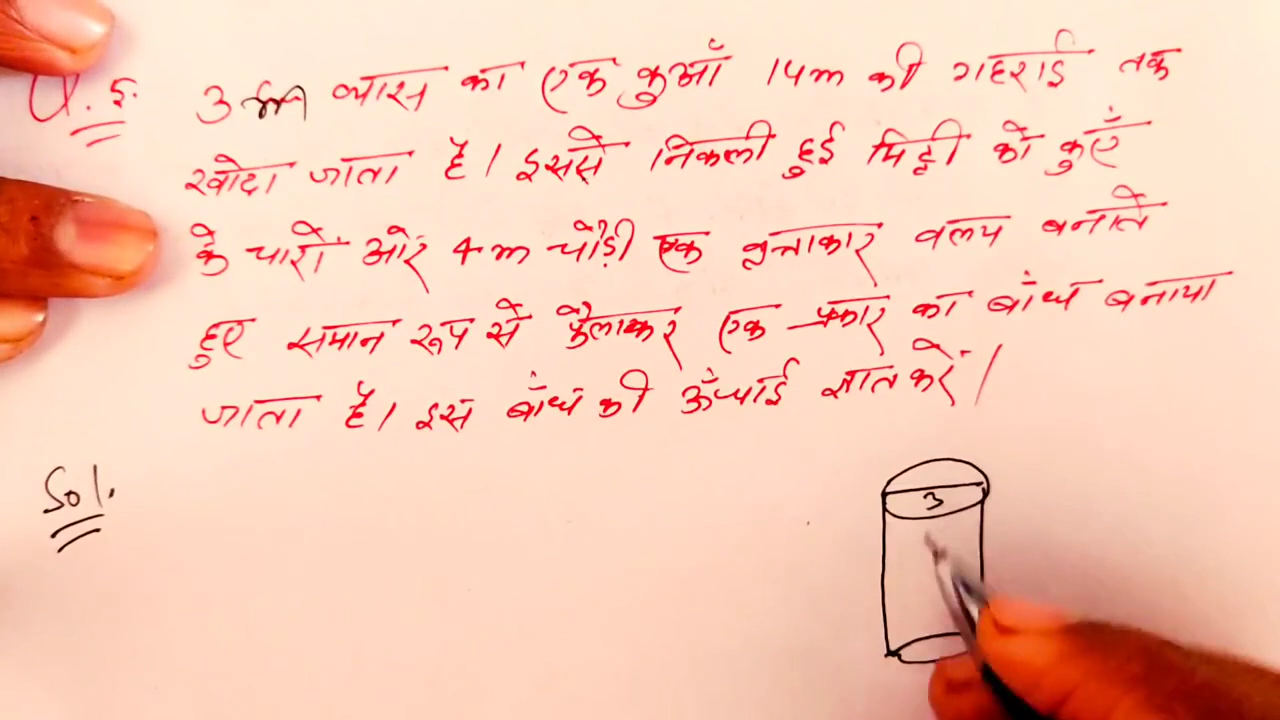 Q.5. 3 m व्यास का एक कुआँ 14m की गहराई तक
खोदा जाता है। इससे निकली हुई मिट्टी को कुएँ
के चारों ओर 4m चौड़ी एक वृत्ताकार वलय बनाते
हुए समान रूप से फैलाकर एक प्रकार का बाँध बनाया
जाता है। इस बाँध की ऊँचाई ज्ञात करें।
Sol.
3